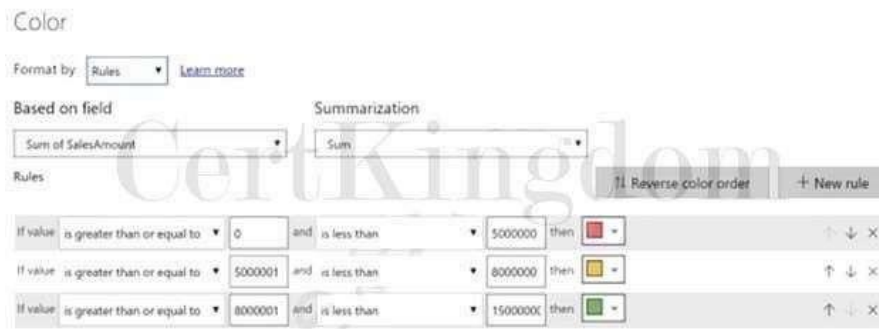 Color
Format by Rules Learn more
Based on field Summarization
Sum of SalesAmount Sum
Rules Reverse color order + New rule
If value is greater than or equal to 0 and is less than 5000000 then
If value is greater than or equal to 5000001 and is less than 8000000 then
If value is greater than or equal to 8000001 and is less than 1500000C then
CertKingdom